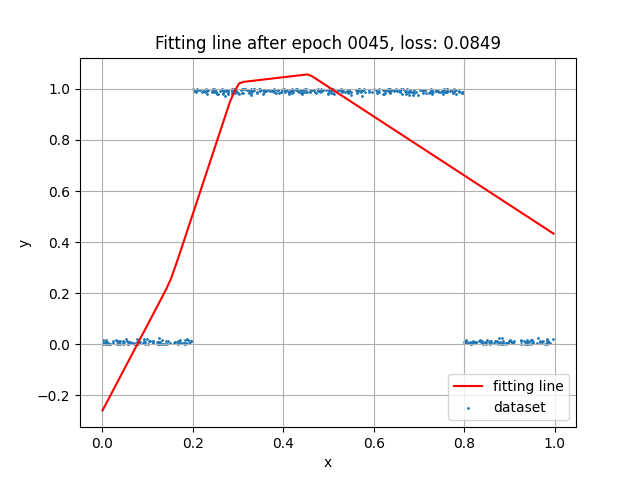 Fitting line after epoch 0045, loss: 0.0849
y
1.0
0.8
0.6
0.4
0.2
0.0
−0.2
0.0 0.2 0.4 0.6 0.8 1.0
x
fitting line
dataset